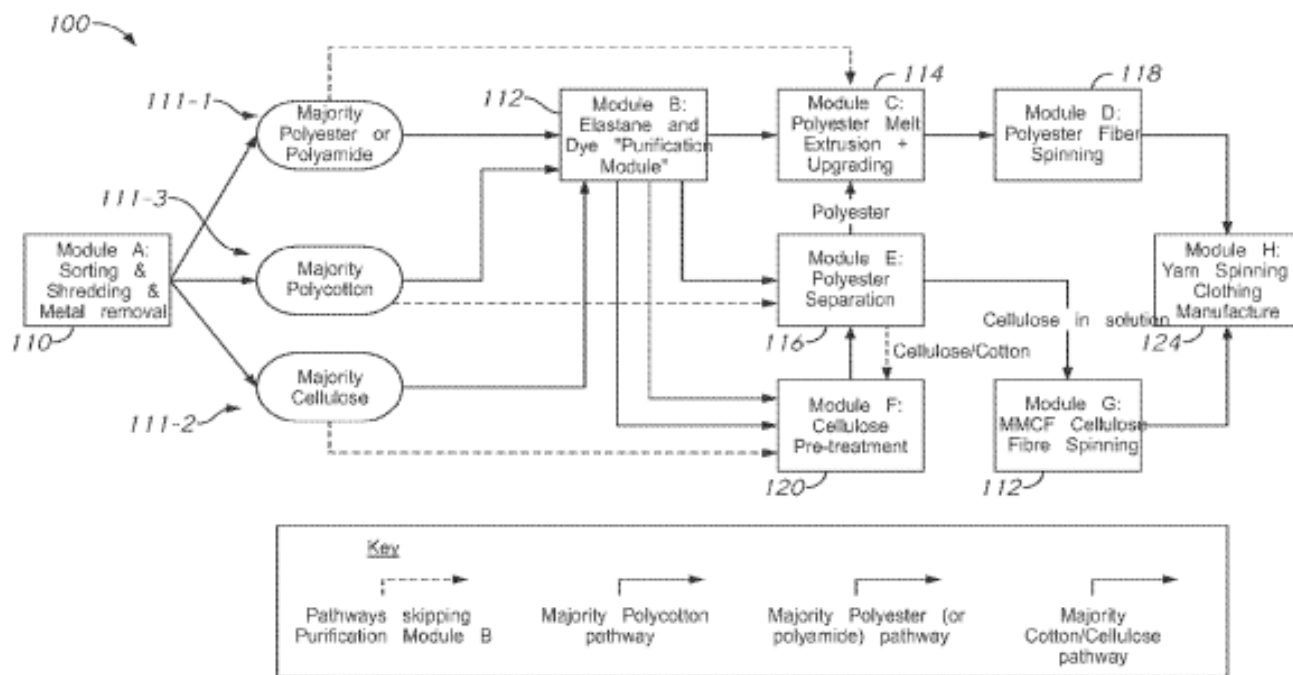 100
111-1
Majority
Polyester or
Polyamide
112
Module B:
Elastane and
Dye "Purification
Module"
114
Module C:
Polyester Melt
Extrusion +
Upgrading
118
Module D:
Polyester Fiber
Spinning
111-3
Polyester
Module A:
Sorting &
Shredding &
Metal removal
110
Majority
Polycotton
Module E:
Polyester
Separation
116
Module H:
Yarn Spinning
Clothing
Manufacture
124
Cellulose in solution
Cellulose/Cotton
Majority
Cellulose
111-2
Module F:
Cellulose
Pre-treatment
120
Module G:
MMCF Cellulose
Fibre Spinning
112
Key
Pathways skipping
Purification Module B
Majority Polycotton
pathway
Majority Polyester (or
polyamide) pathway
Majority
Cotton/Cellulose
pathway